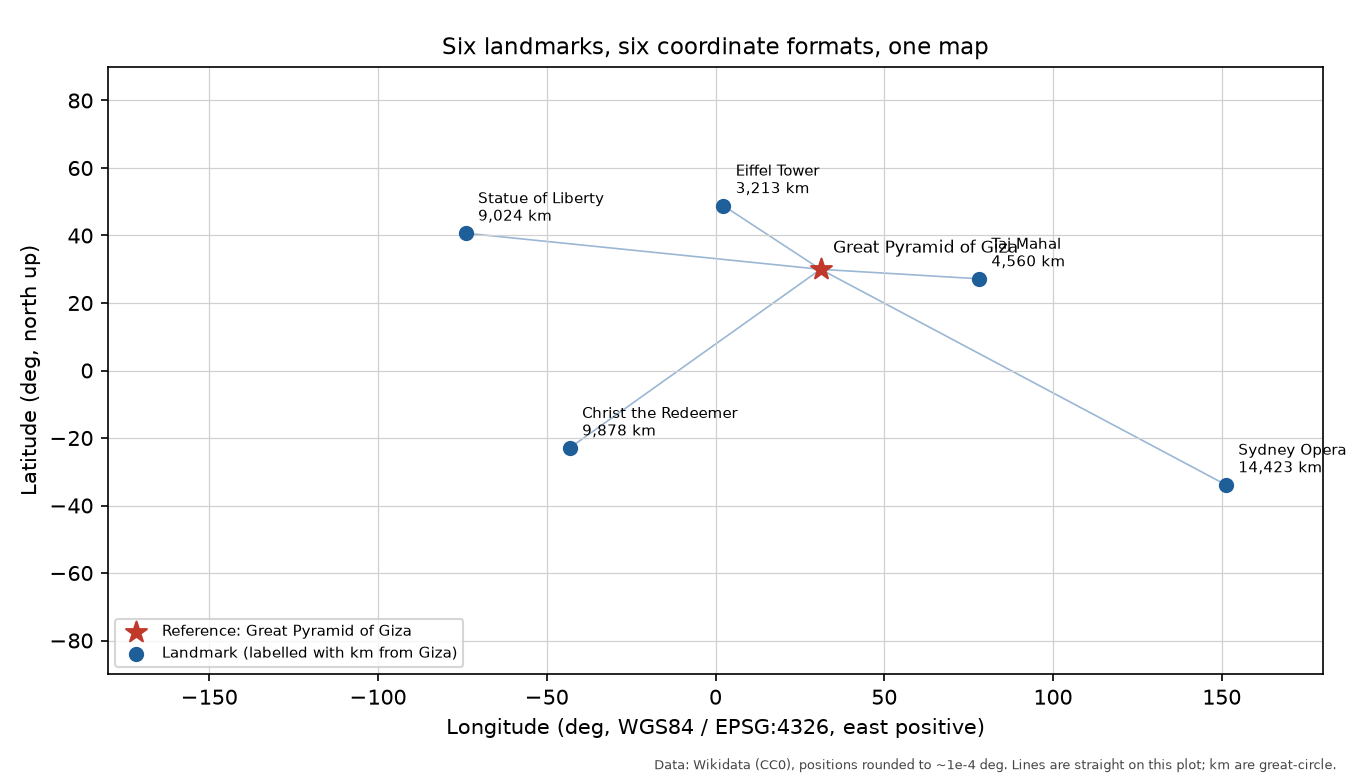 Six landmarks, six coordinate formats, one map
Latitude (deg, north up)
80
60
40
20
0
−20
−40
−60
−80
Eiffel Tower
3,213 km
Statue of Liberty
9,024 km
Great Pyramid of Giza
Taj Mahal
4,560 km
Christ the Redeemer
9,878 km
Sydney Opera
14,423 km
Reference: Great Pyramid of Giza
Landmark (labelled with km from Giza)
−150
−100
−50
0
50
100
150
Longitude (deg, WGS84 / EPSG:4326, east positive)
Data: Wikidata (CC0), positions rounded to ~1e-4 deg. Lines are straight on this plot; km are great-circle.